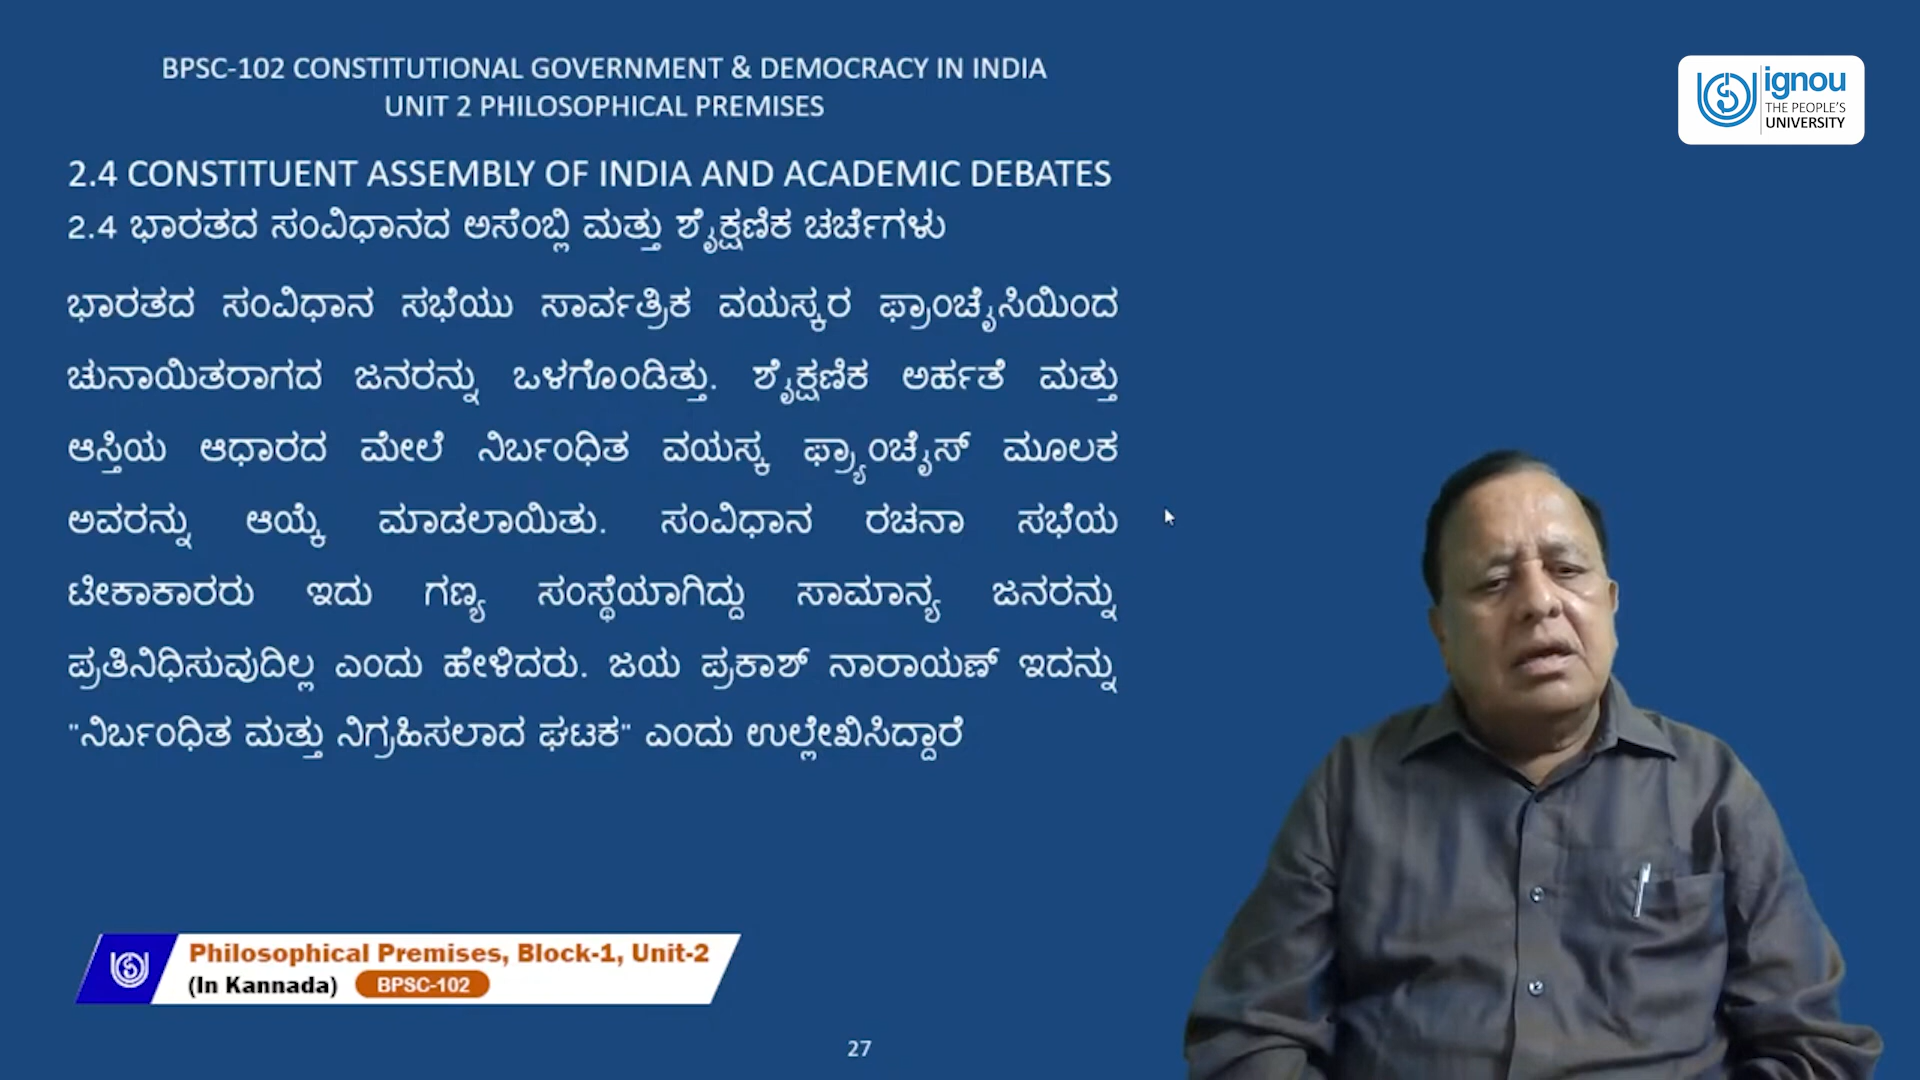 BPSC-102 CONSTITUTIONAL GOVERNMENT & DEMOCRACY IN INDIA
UNIT 2 PHILOSOPHICAL PREMISES
ignou
THE PEOPLE'S
UNIVERSITY
2.4 CONSTITUENT ASSEMBLY OF INDIA AND ACADEMIC DEBATES
2.4 ಭಾರತದ ಸಂವಿಧಾನದ ಅಸೆಂಬ್ಲಿ ಮತ್ತು ಶೈಕ್ಷಣಿಕ ಚರ್ಚೆಗಳು
ಭಾರತದ ಸಂವಿಧಾನ ಸಭೆಯು ಸಾರ್ವತ್ರಿಕ ವಯಸ್ಕರ ಫ್ರಾಂಚೈಸಿಯಿಂದ
ಚುನಾಯಿತರಾಗದ ಜನರನ್ನು ಒಳಗೊಂಡಿತ್ತು. ಶೈಕ್ಷಣಿಕ ಅರ್ಹತೆ ಮತ್ತು
ಆಸ್ತಿಯ ಆಧಾರದ ಮೇಲೆ ನಿರ್ಬಂಧಿತ ವಯಸ್ಕ ಫ್ರ್ಯಾಂಚೈಸ್ ಮೂಲಕ
ಅವರನ್ನು ಆಯ್ಕೆ ಮಾಡಲಾಯಿತು. ಸಂವಿಧಾನ ರಚನಾ ಸಭೆಯ
ಟೀಕಾಕಾರರು ಇದು ಗಣ್ಯ ಸಂಸ್ಥೆಯಾಗಿದ್ದು ಸಾಮಾನ್ಯ ಜನರನ್ನು
ಪ್ರತಿನಿಧಿಸುವುದಿಲ್ಲ ಎಂದು ಹೇಳಿದರು. ಜಯ ಪ್ರಕಾಶ್ ನಾರಾಯಣ್ ಇದನ್ನು
"ನಿರ್ಬಂಧಿತ ಮತ್ತು ನಿಗ್ರಹಿಸಲಾದ ಘಟಕ" ಎಂದು ಉಲ್ಲೇಖಿಸಿದ್ದಾರೆ
Philosophical Premises, Block-1, Unit-2
(In Kannada) BPSC-102
27